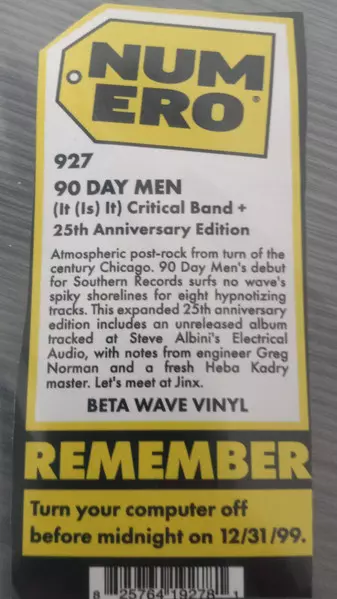 NUM
ERO®
927
90 DAY MEN
(It (Is) It) Critical Band +
25th Anniversary Edition
Atmospheric post-rock from turn of the
century Chicago. 90 Day Men's debut
for Southern Records surfs no wave's
spiky shorelines for eight hypnotizing
tracks. This expanded 25th anniversary
edition includes an unreleased album
tracked at Steve Albini's Electrical
Audio, with notes from engineer Greg
Norman and a fresh Heba Kadry
master. Let's meet at Jinx.
BETA WAVE VINYL
REMEMBER
Turn your computer off
before midnight on 12/31/99.
8 25764 19278 1